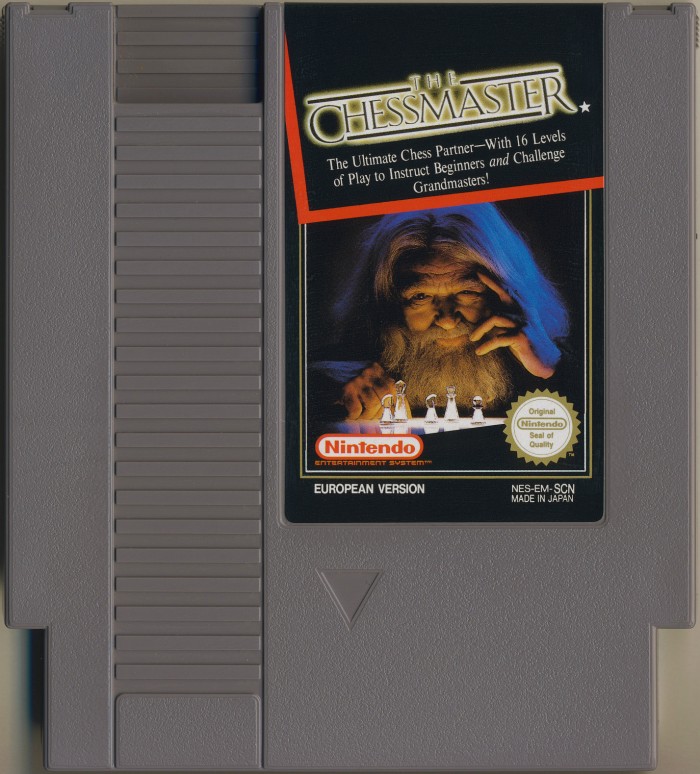 THE
CHESSMASTER
The Ultimate Chess Partner—With 16 Levels
of Play to Instruct Beginners and Challenge
Grandmasters!
Original
Nintendo
Seal of
Quality
TM
Nintendo
ENTERTAINMENT SYSTEM
EUROPEAN VERSION
NES-EM-SCN
MADE IN JAPAN